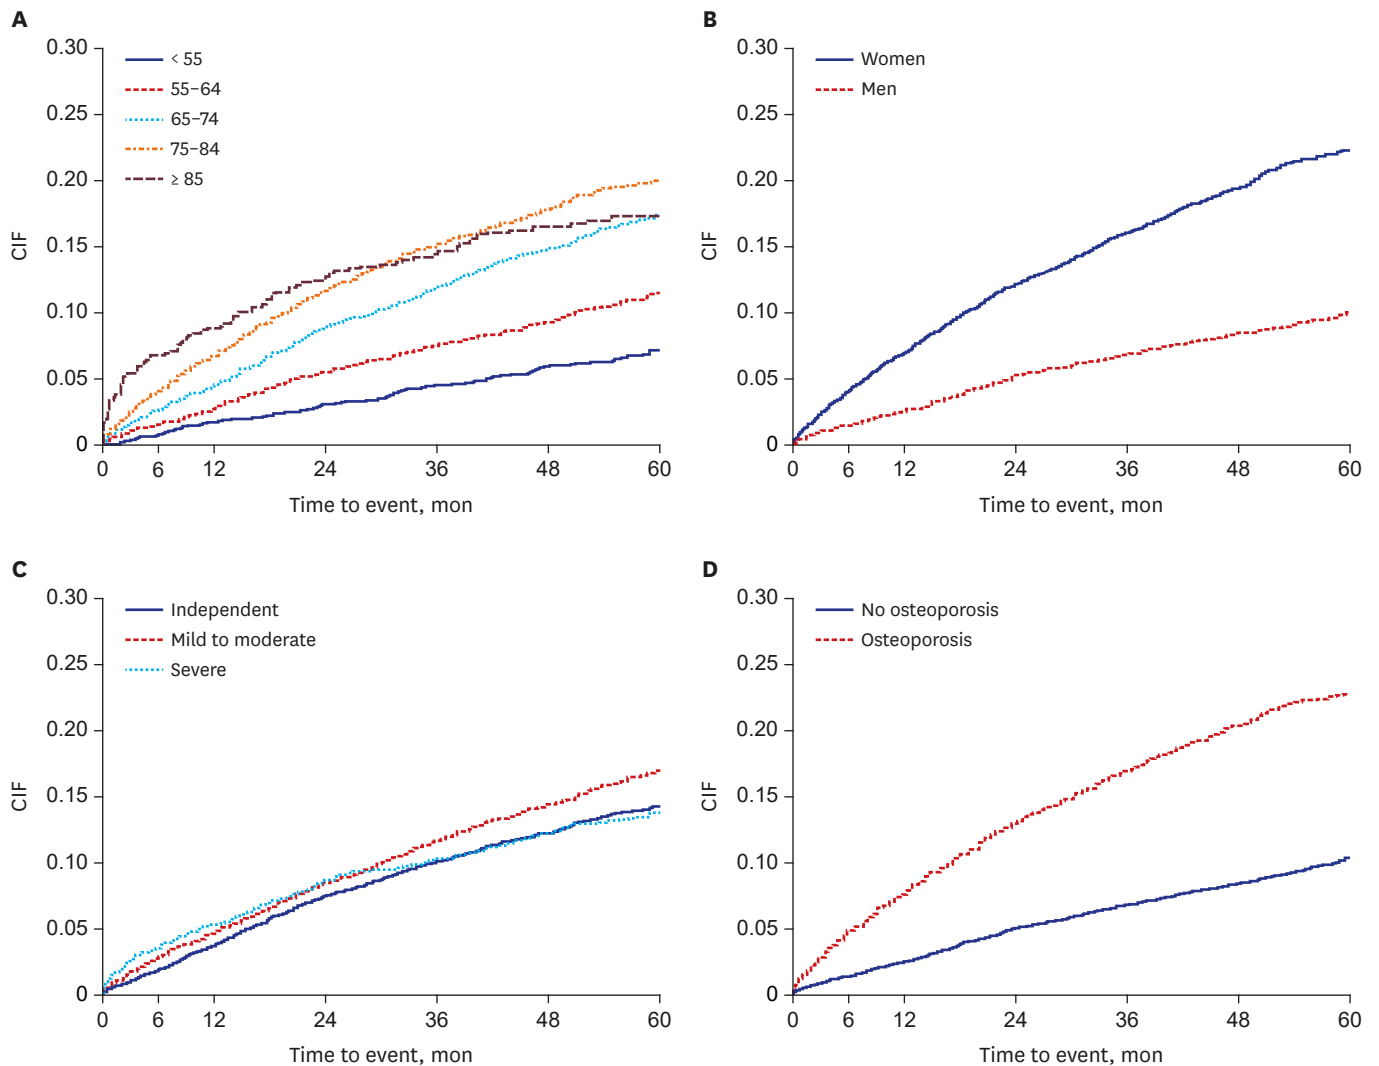 A
0.30
0.25
0.20
0.15
0.10
0.05
0
CIF
< 55
55–64
65–74
75–84
≥ 85
0 6 12 24 36 48 60
Time to event, mon
B
0.30
0.25
0.20
0.15
0.10
0.05
0
CIF
Women
Men
0 6 12 24 36 48 60
Time to event, mon
C
0.30
0.25
0.20
0.15
0.10
0.05
0
CIF
Independent
Mild to moderate
Severe
0 6 12 24 36 48 60
Time to event, mon
D
0.30
0.25
0.20
0.15
0.10
0.05
0
CIF
No osteoporosis
Osteoporosis
0 6 12 24 36 48 60
Time to event, mon